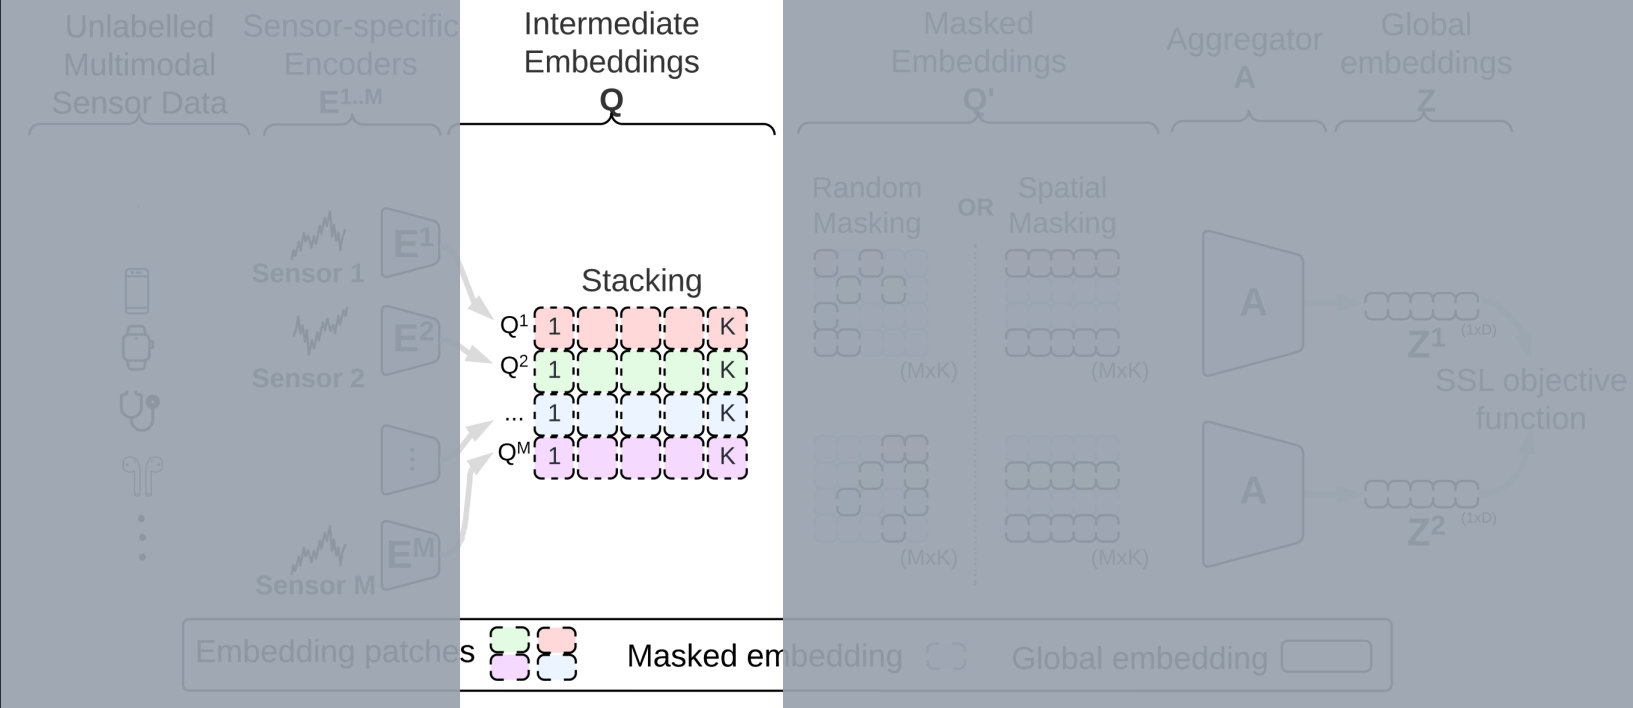 Unlabelled
Multimodal
Sensor Data
Sensor-specific
Encoders
E1..M
Intermediate
Embeddings
Q
Masked
Embeddings
Q'
Aggregator
A
Global
embeddings
Z
Sensor 1
E1
Sensor 2
E2
⋮
Sensor M
EM
Stacking
Q1 1 K
Q2 1 K
... 1 K
QM 1 K
Random
Masking
OR
Spatial
Masking
(MxK)
(MxK)
(MxK)
(MxK)
A
A
Z1 (1xD)
Z2 (1xD)
SSL objective
function
Embedding patches
Masked embedding
Global embedding